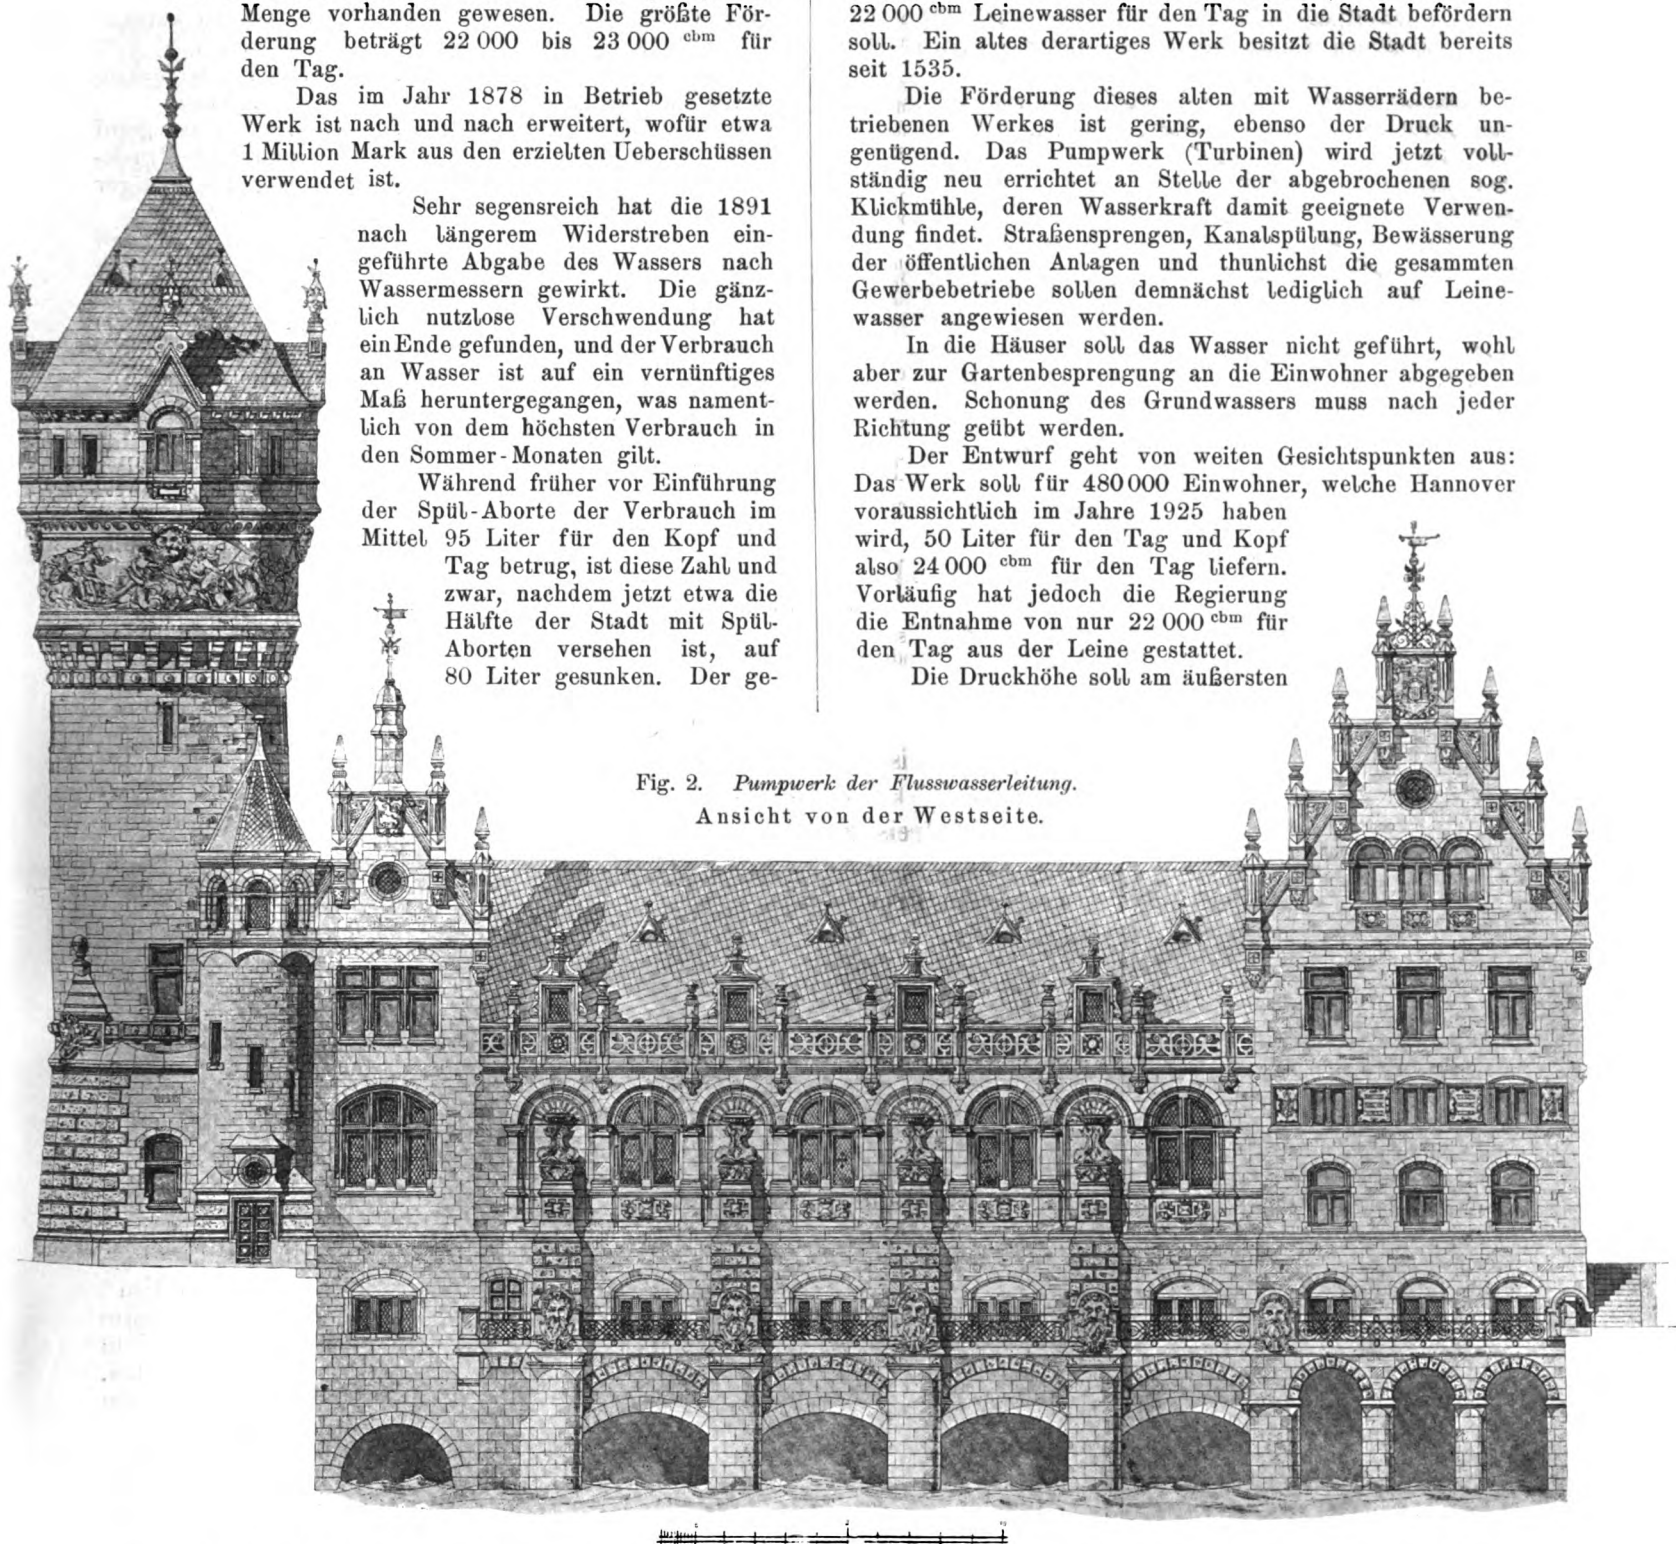 Menge vorhanden gewesen. Die größte För-
derung beträgt 22 000 bis 23 000 cbm für
den Tag.
Das im Jahr 1878 in Betrieb gesetzte
Werk ist nach und nach erweitert, wofür etwa
1 Million Mark aus den erzielten Ueberschüssen
verwendet ist.
Sehr segensreich hat die 1891
nach längerem Widerstreben ein-
geführte Abgabe des Wassers nach
Wassermessern gewirkt. Die gänz-
lich nutzlose Verschwendung hat
ein Ende gefunden, und der Verbrauch
an Wasser ist auf ein vernünftiges
Maß heruntergegangen, was nament-
lich von dem höchsten Verbrauch in
den Sommer-Monaten gilt.
Während früher vor Einführung
der Spül-Aborte der Verbrauch im
Mittel 95 Liter für den Kopf und
Tag betrug, ist diese Zahl und
zwar, nachdem jetzt etwa die
Hälfte der Stadt mit Spül-
Aborten versehen ist, auf
80 Liter gesunken. Der ge-
22 000 cbm Leinewasser für den Tag in die Stadt befördern
soll. Ein altes derartiges Werk besitzt die Stadt bereits
seit 1535.
Die Förderung dieses alten mit Wasserrädern be-
triebenen Werkes ist gering, ebenso der Druck un-
genügend. Das Pumpwerk (Turbinen) wird jetzt voll-
ständig neu errichtet an Stelle der abgebrochenen sog.
Klickmühle, deren Wasserkraft damit geeignete Verwen-
dung findet. Straßensprengen, Kanalspülung, Bewässerung
der öffentlichen Anlagen und thunlichst die gesammten
Gewerbebetriebe sollen demnächst lediglich auf Leine-
wasser angewiesen werden.
In die Häuser soll das Wasser nicht geführt, wohl
aber zur Gartenbesprengung an die Einwohner abgegeben
werden. Schonung des Grundwassers muss nach jeder
Richtung geübt werden.
Der Entwurf geht von weiten Gesichtspunkten aus:
Das Werk soll für 480 000 Einwohner, welche Hannover
voraussichtlich im Jahre 1925 haben
wird, 50 Liter für den Tag und Kopf
also 24 000 cbm für den Tag liefern.
Vorläufig hat jedoch die Regierung
die Entnahme von nur 22 000 cbm für
den Tag aus der Leine gestattet.
Die Druckhöhe soll am äußersten
Fig. 2. Pumpwerk der Flusswasserleitung.
Ansicht von der Westseite.